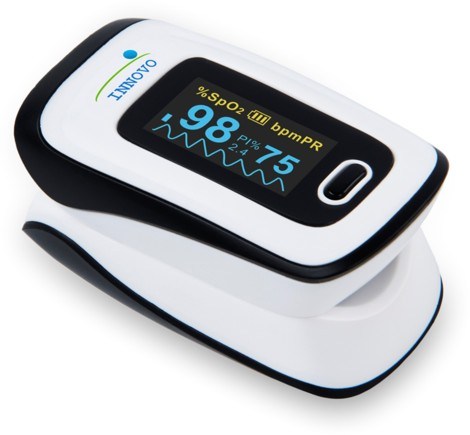 INNOVO
%SpO2 bpmPR
98 PI% 75
2.4